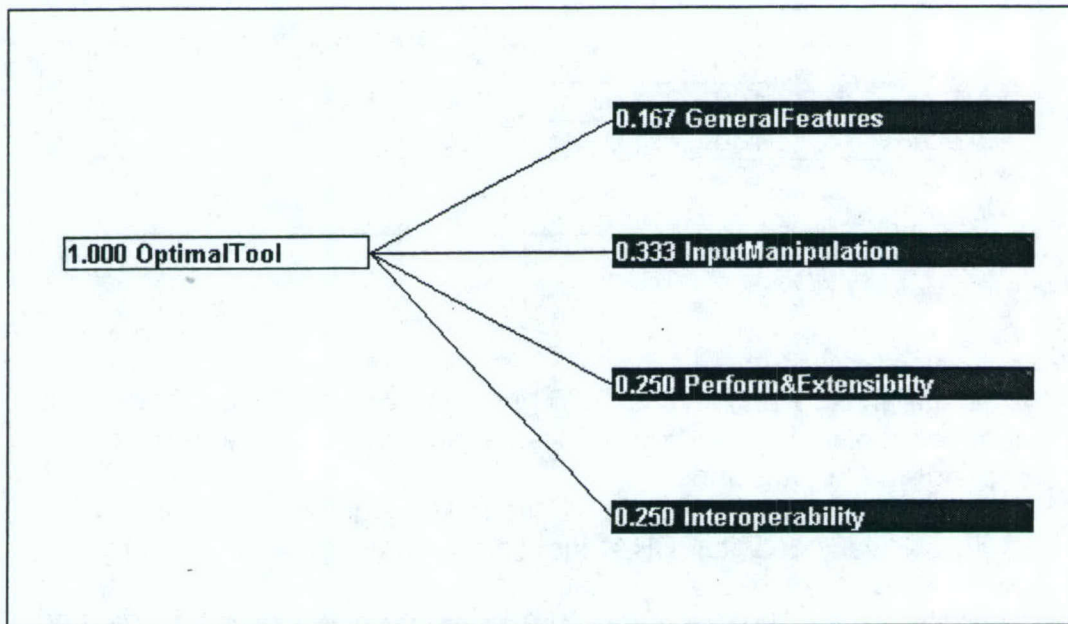 0.167 GeneralFeatures
1.000 OptimalTool
0.333 InputManipulation
0.250 Perform&Extensibilty
0.250 Interoperability